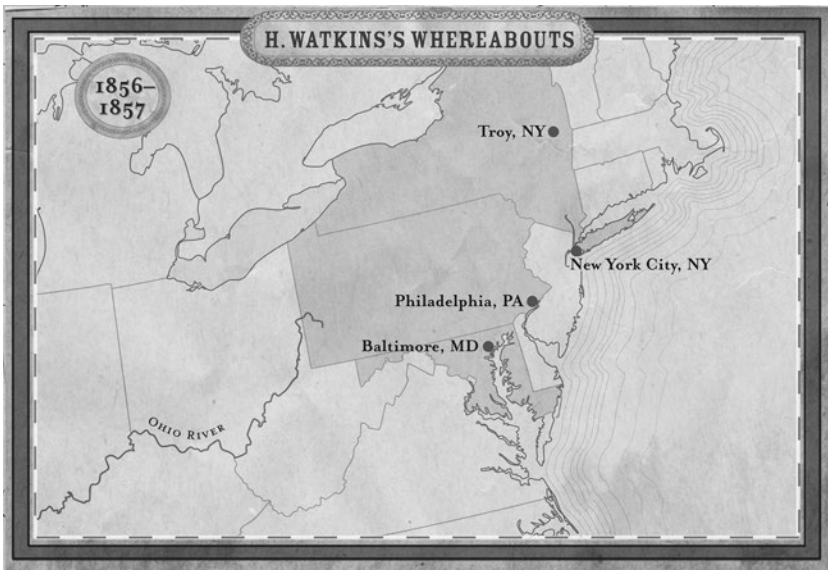 H. WATKINS'S WHEREABOUTS
1856–
1857
Troy, NY
New York City, NY
Philadelphia, PA
Baltimore, MD
OHIO RIVER